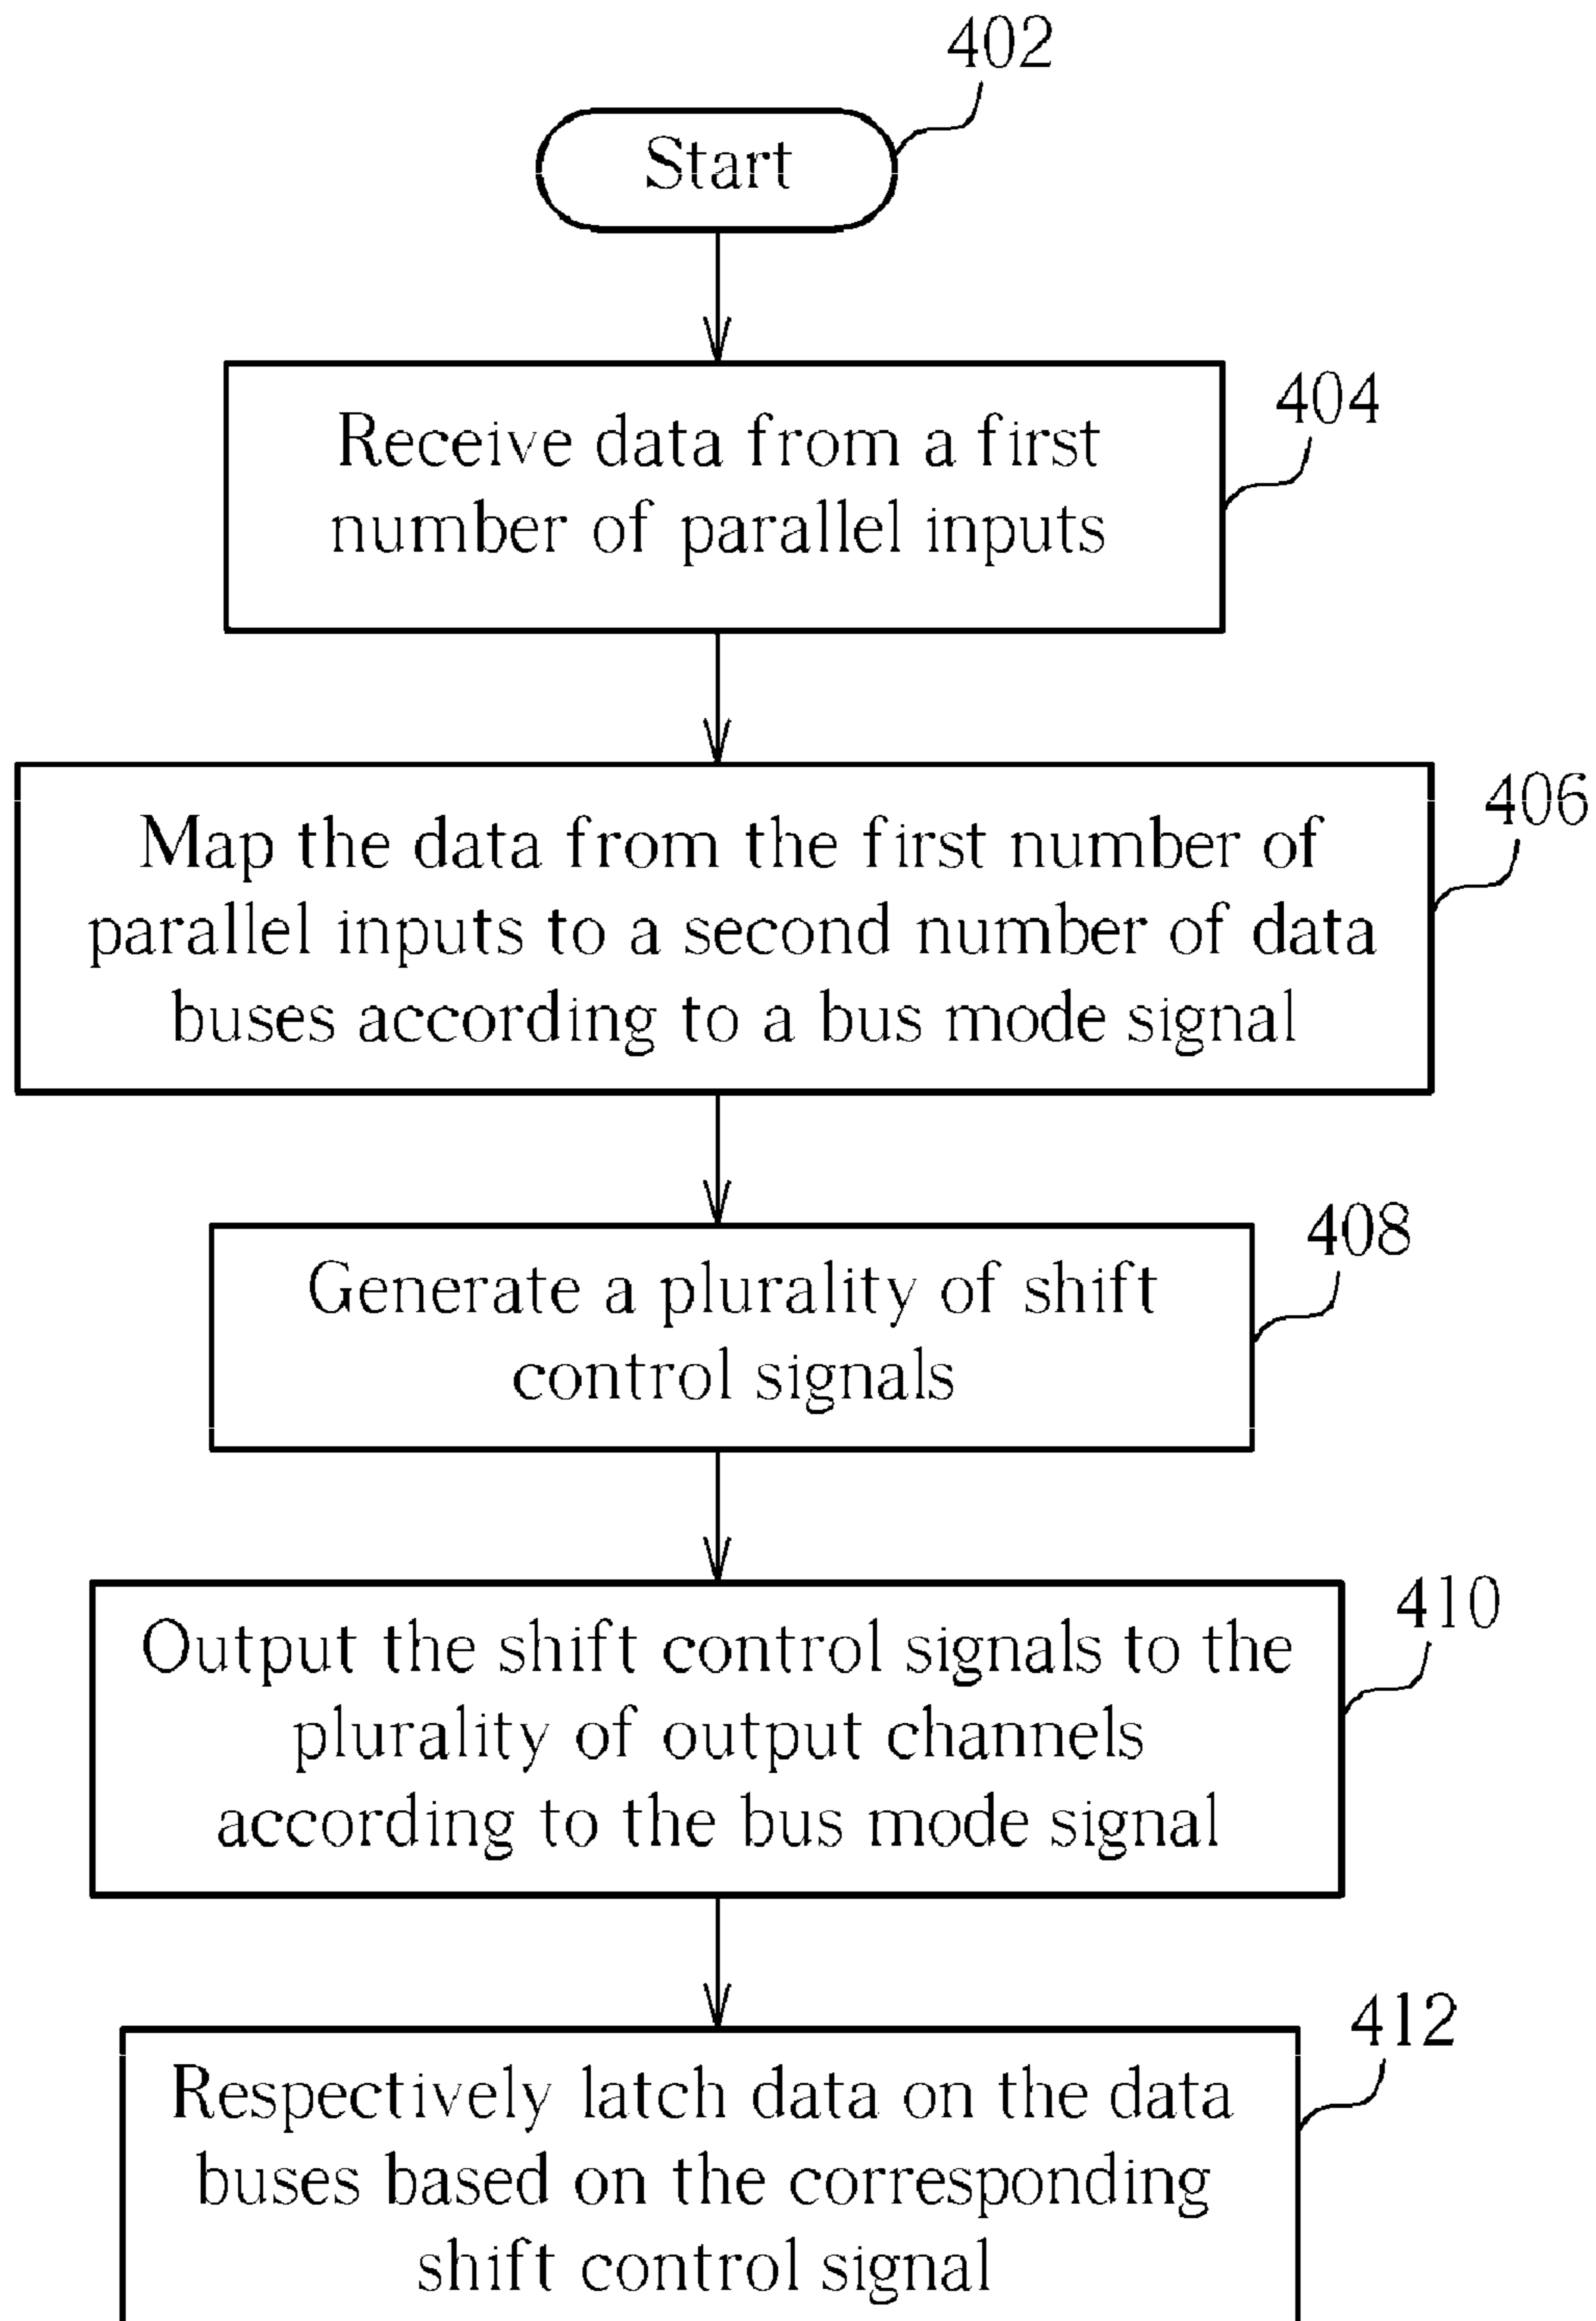 402
Start
404
Receive data from a first
number of parallel inputs
406
Map the data from the first number of
parallel inputs to a second number of data
buses according to a bus mode signal
408
Generate a plurality of shift
control signals
410
Output the shift control signals to the
plurality of output channels
according to the bus mode signal
412
Respectively latch data on the data
buses based on the corresponding
shift control signal